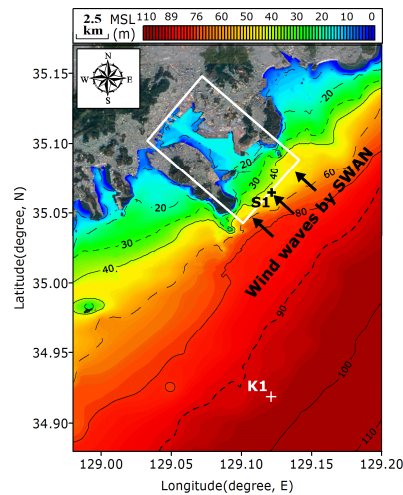 2.5 km
MSL (m)
110 89 76 60 50 40 30 20 10 0
N
W E
S
35.15
35.10
35.05
35.00
34.95
34.90
Latitude(degree, N)
20
20
30
40
60
80
S1
Wind waves by SWAN
20
30
40
90
K1
100
110
129.00 129.05 129.10 129.15 129.20
Longitude(degree, E)